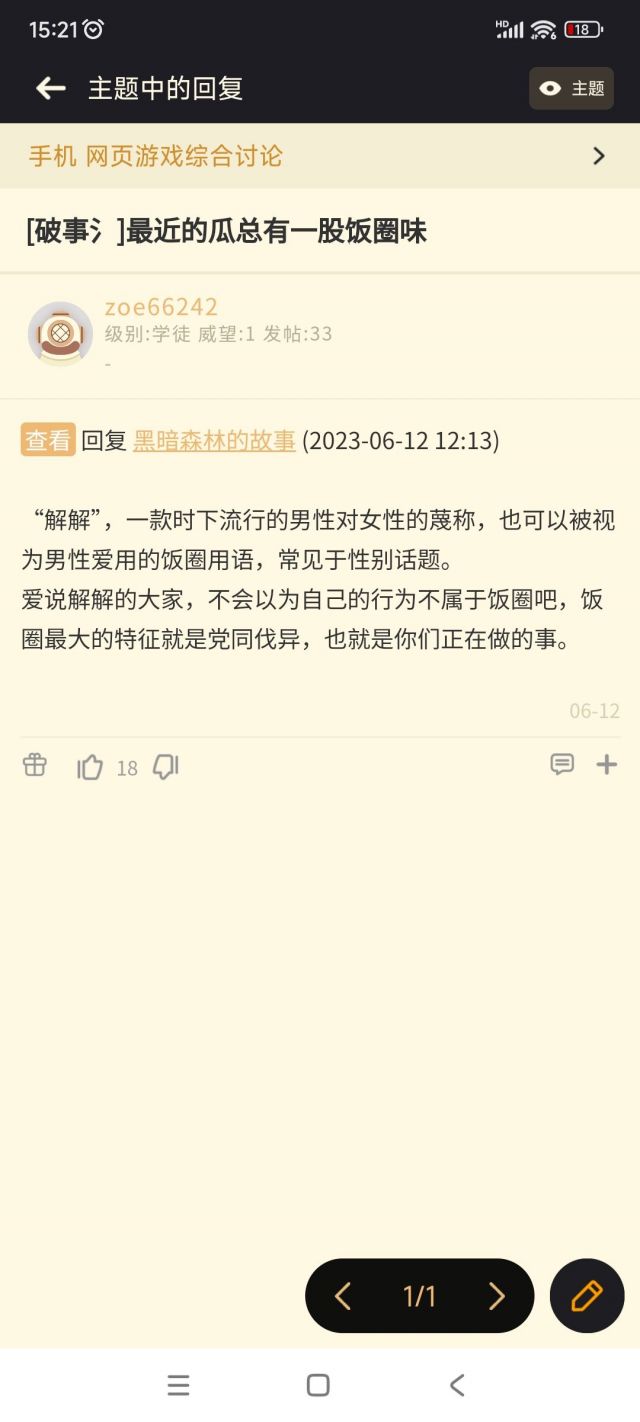 15:21
HD 6 18
主题中的回复
主题
手机 网页游戏综合讨论
[破事氵]最近的瓜总有一股饭圈味
zoe66242
级别:学徒 威望:1 发帖:33
-
查看 回复 黑暗森林的故事 (2023-06-12 12:13)
“解解”，一款时下流行的男性对女性的蔑称，也可以被视
为男性爱用的饭圈用语，常见于性别话题。
爱说解解的大家，不会以为自己的行为不属于饭圈吧，饭
圈最大的特征就是党同伐异，也就是你们正在做的事。
06-12
18
1/1